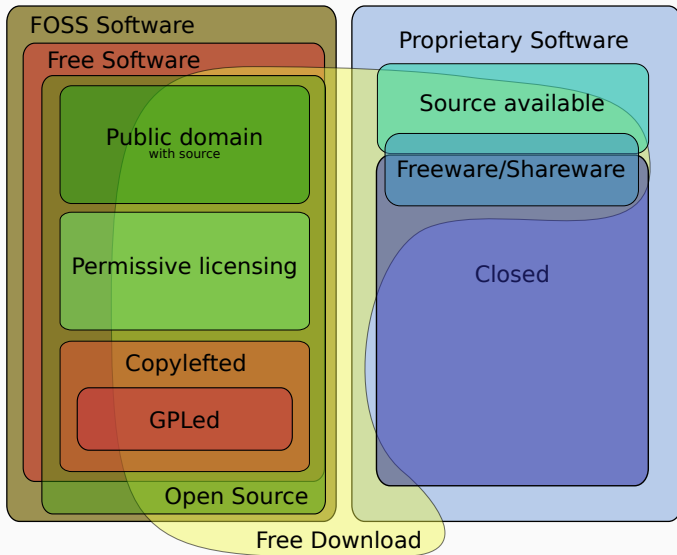 FOSS Software
Free Software
Public domain
with source
Permissive licensing
Copylefted
GPLed
Open Source
Free Download
Proprietary Software
Source available
Freeware/Shareware
Closed